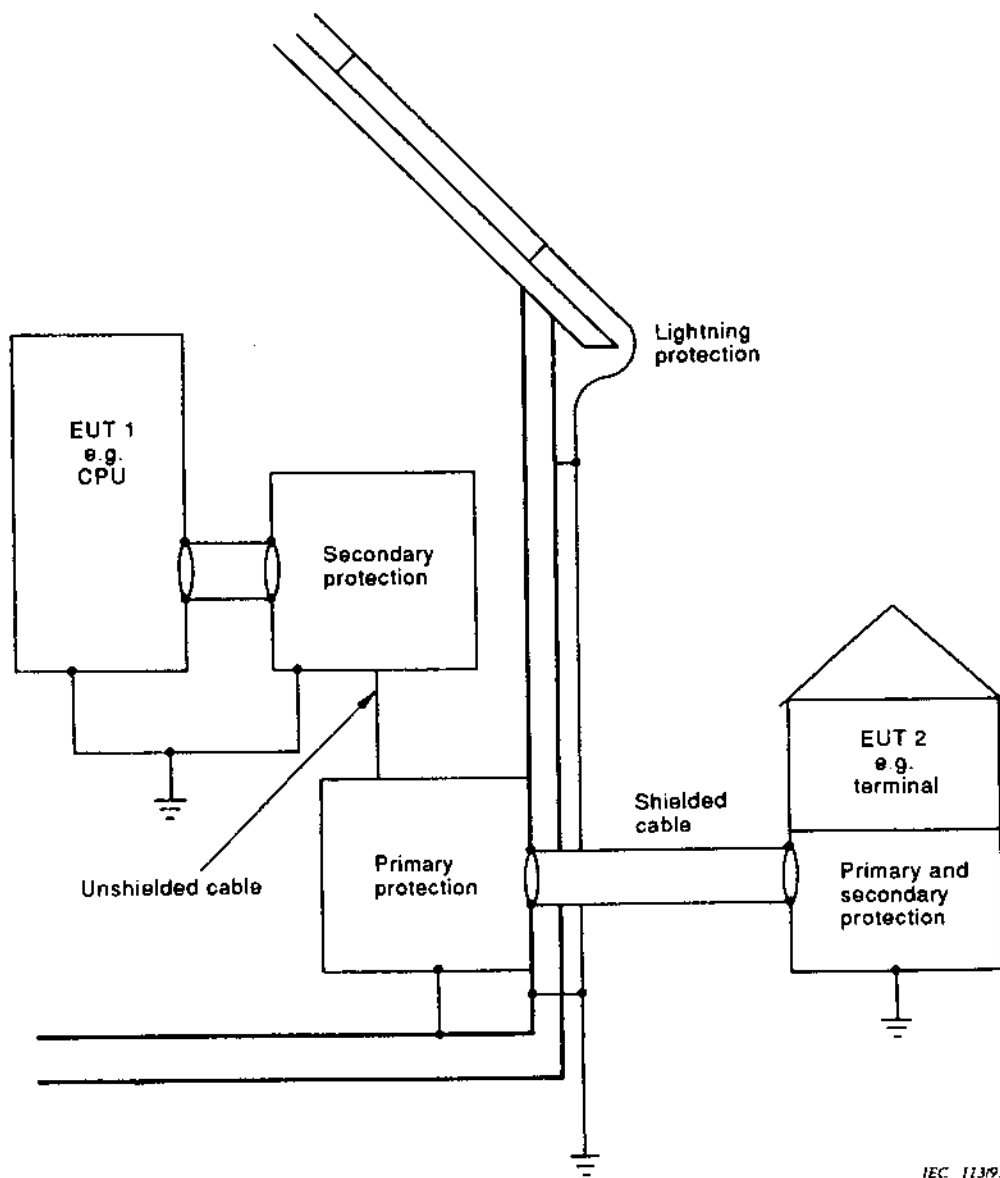 Lightning
protection
EUT 1
e.g.
CPU
Secondary
protection
EUT 2
e.g.
terminal
Shielded
cable
Unshielded cable
Primary
protection
Primary and
secondary
protection
IEC